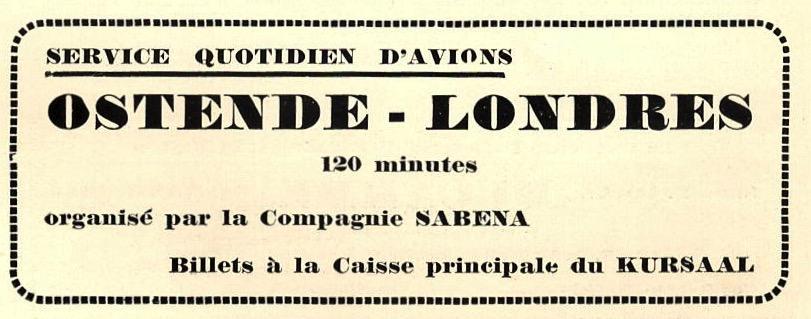 SERVICE QUOTIDIEN D'AVIONS
OSTENDE - LONDRES
120 minutes
organisé par la Compagnie SABENA
Billets à la Caisse principale du KURSAAL